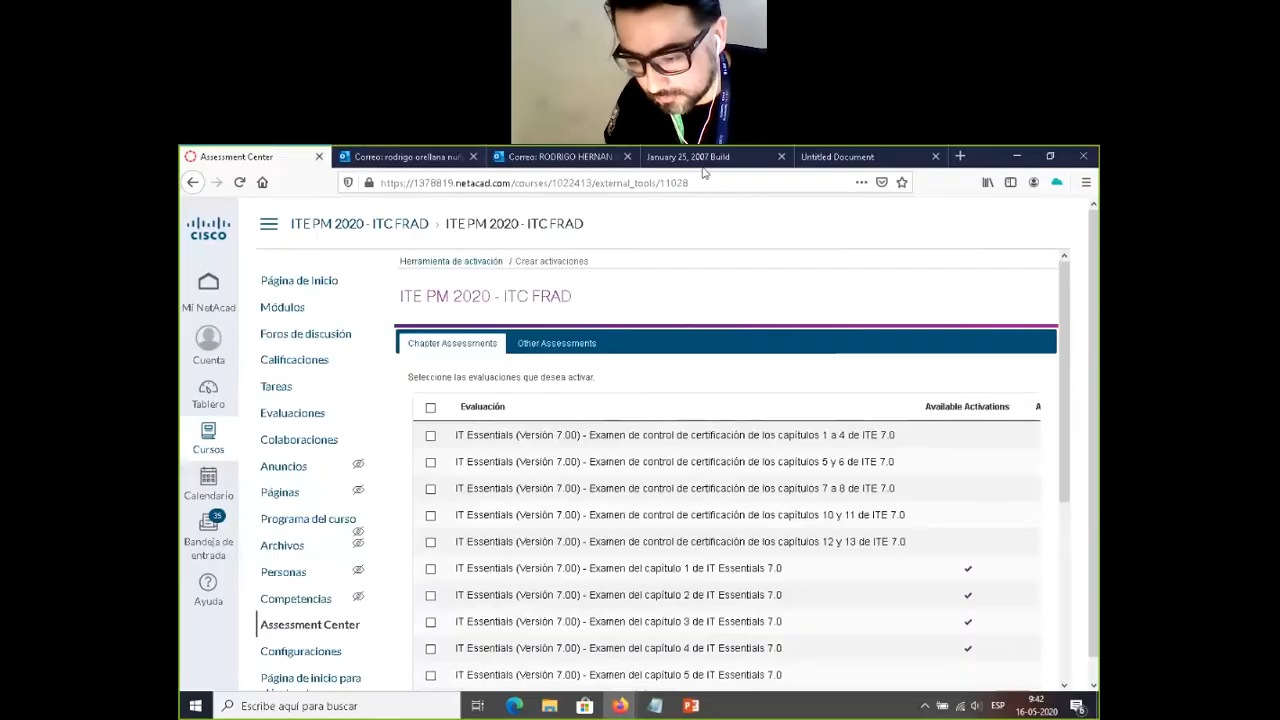 Assessment Center
Correo: rodrigo orellana nuñ
Correo: RODRIGO HERNAN
January 25, 2007 Build
Untitled Document
https://1378819.netacad.com/courses/1022413/external_tools/11028
CISCO
ITE PM 2020 - ITC FRAD › ITE PM 2020 - ITC FRAD
Mi NetAcad
Cuenta
Tablero
Cursos
Calendario
35
Bandeja de
entrada
Ayuda
Página de Inicio
Módulos
Foros de discusión
Calificaciones
Tareas
Evaluaciones
Colaboraciones
Anuncios
Páginas
Programa del curso
Archivos
Personas
Competencias
Assessment Center
Configuraciones
Página de inicio para
Herramienta de activación / Crear activaciones
ITE PM 2020 - ITC FRAD
Chapter Assessments
Other Assessments
Seleccione las evaluaciones que desea activar.
Evaluación Available Activations A
IT Essentials (Versión 7.00) - Examen de control de certificación de los capítulos 1 a 4 de ITE 7.0
IT Essentials (Versión 7.00) - Examen de control de certificación de los capítulos 5 y 6 de ITE 7.0
IT Essentials (Versión 7.00) - Examen de control de certificación de los capítulos 7 a 8 de ITE 7.0
IT Essentials (Versión 7.00) - Examen de control de certificación de los capítulos 10 y 11 de ITE 7.0
IT Essentials (Versión 7.00) - Examen de control de certificación de los capítulos 12 y 13 de ITE 7.0
IT Essentials (Versión 7.00) - Examen del capítulo 1 de IT Essentials 7.0
IT Essentials (Versión 7.00) - Examen del capítulo 2 de IT Essentials 7.0
IT Essentials (Versión 7.00) - Examen del capítulo 3 de IT Essentials 7.0
IT Essentials (Versión 7.00) - Examen del capítulo 4 de IT Essentials 7.0
IT Essentials (Versión 7.00) - Examen del capítulo 5 de IT Essentials 7.0
Escribe aquí para buscar
ESP
9:42
16-05-2020